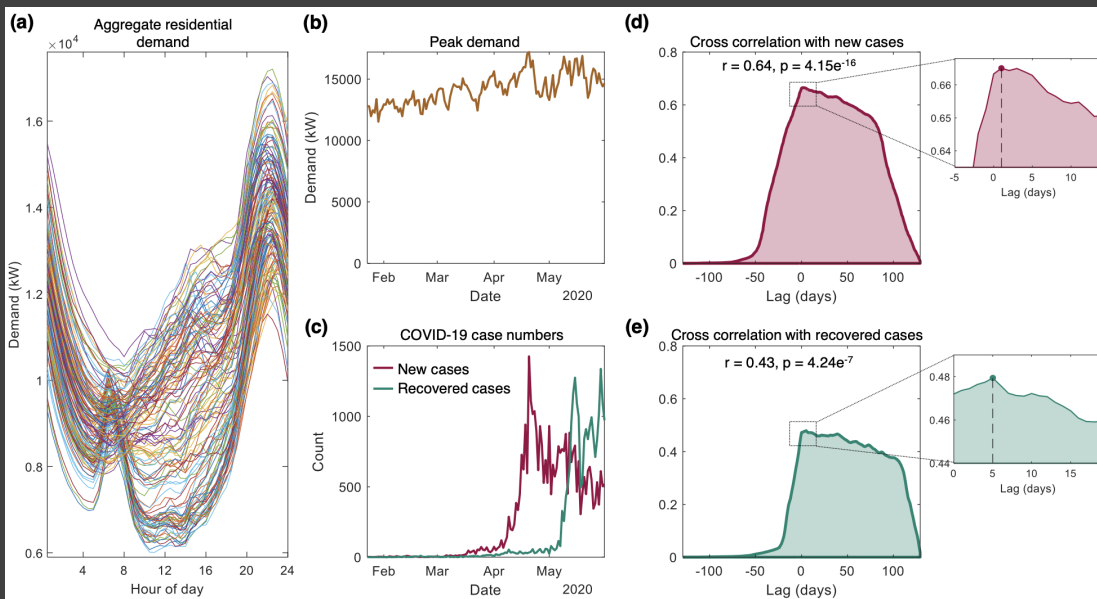 (a)
Aggregate residential
demand
× 10⁴
1.6
1.4
1.2
1
0.8
0.6
Demand (kW)
4 8 12 16 20 24
Hour of day
(b)
Peak demand
15000
10000
5000
0
Demand (kW)
Feb Mar Apr May
Date
2020
(c)
COVID-19 case numbers
1500
1000
500
0
Count
New cases
Recovered cases
Feb Mar Apr May
Date
2020
(d)
Cross correlation with new cases
r = 0.64, p = 4.15e⁻¹⁶
0.8
0.6
0.4
0.2
0
-100 -50 0 50 100
Lag (days)
0.66
0.65
0.64
-5 0 5 10
Lag (days)
(e)
Cross correlation with recovered cases
r = 0.43, p = 4.24e⁻⁷
0.8
0.6
0.4
0.2
0
-100 -50 0 50 100
Lag (days)
0.48
0.46
0.44
0 5 10 15
Lag (days)